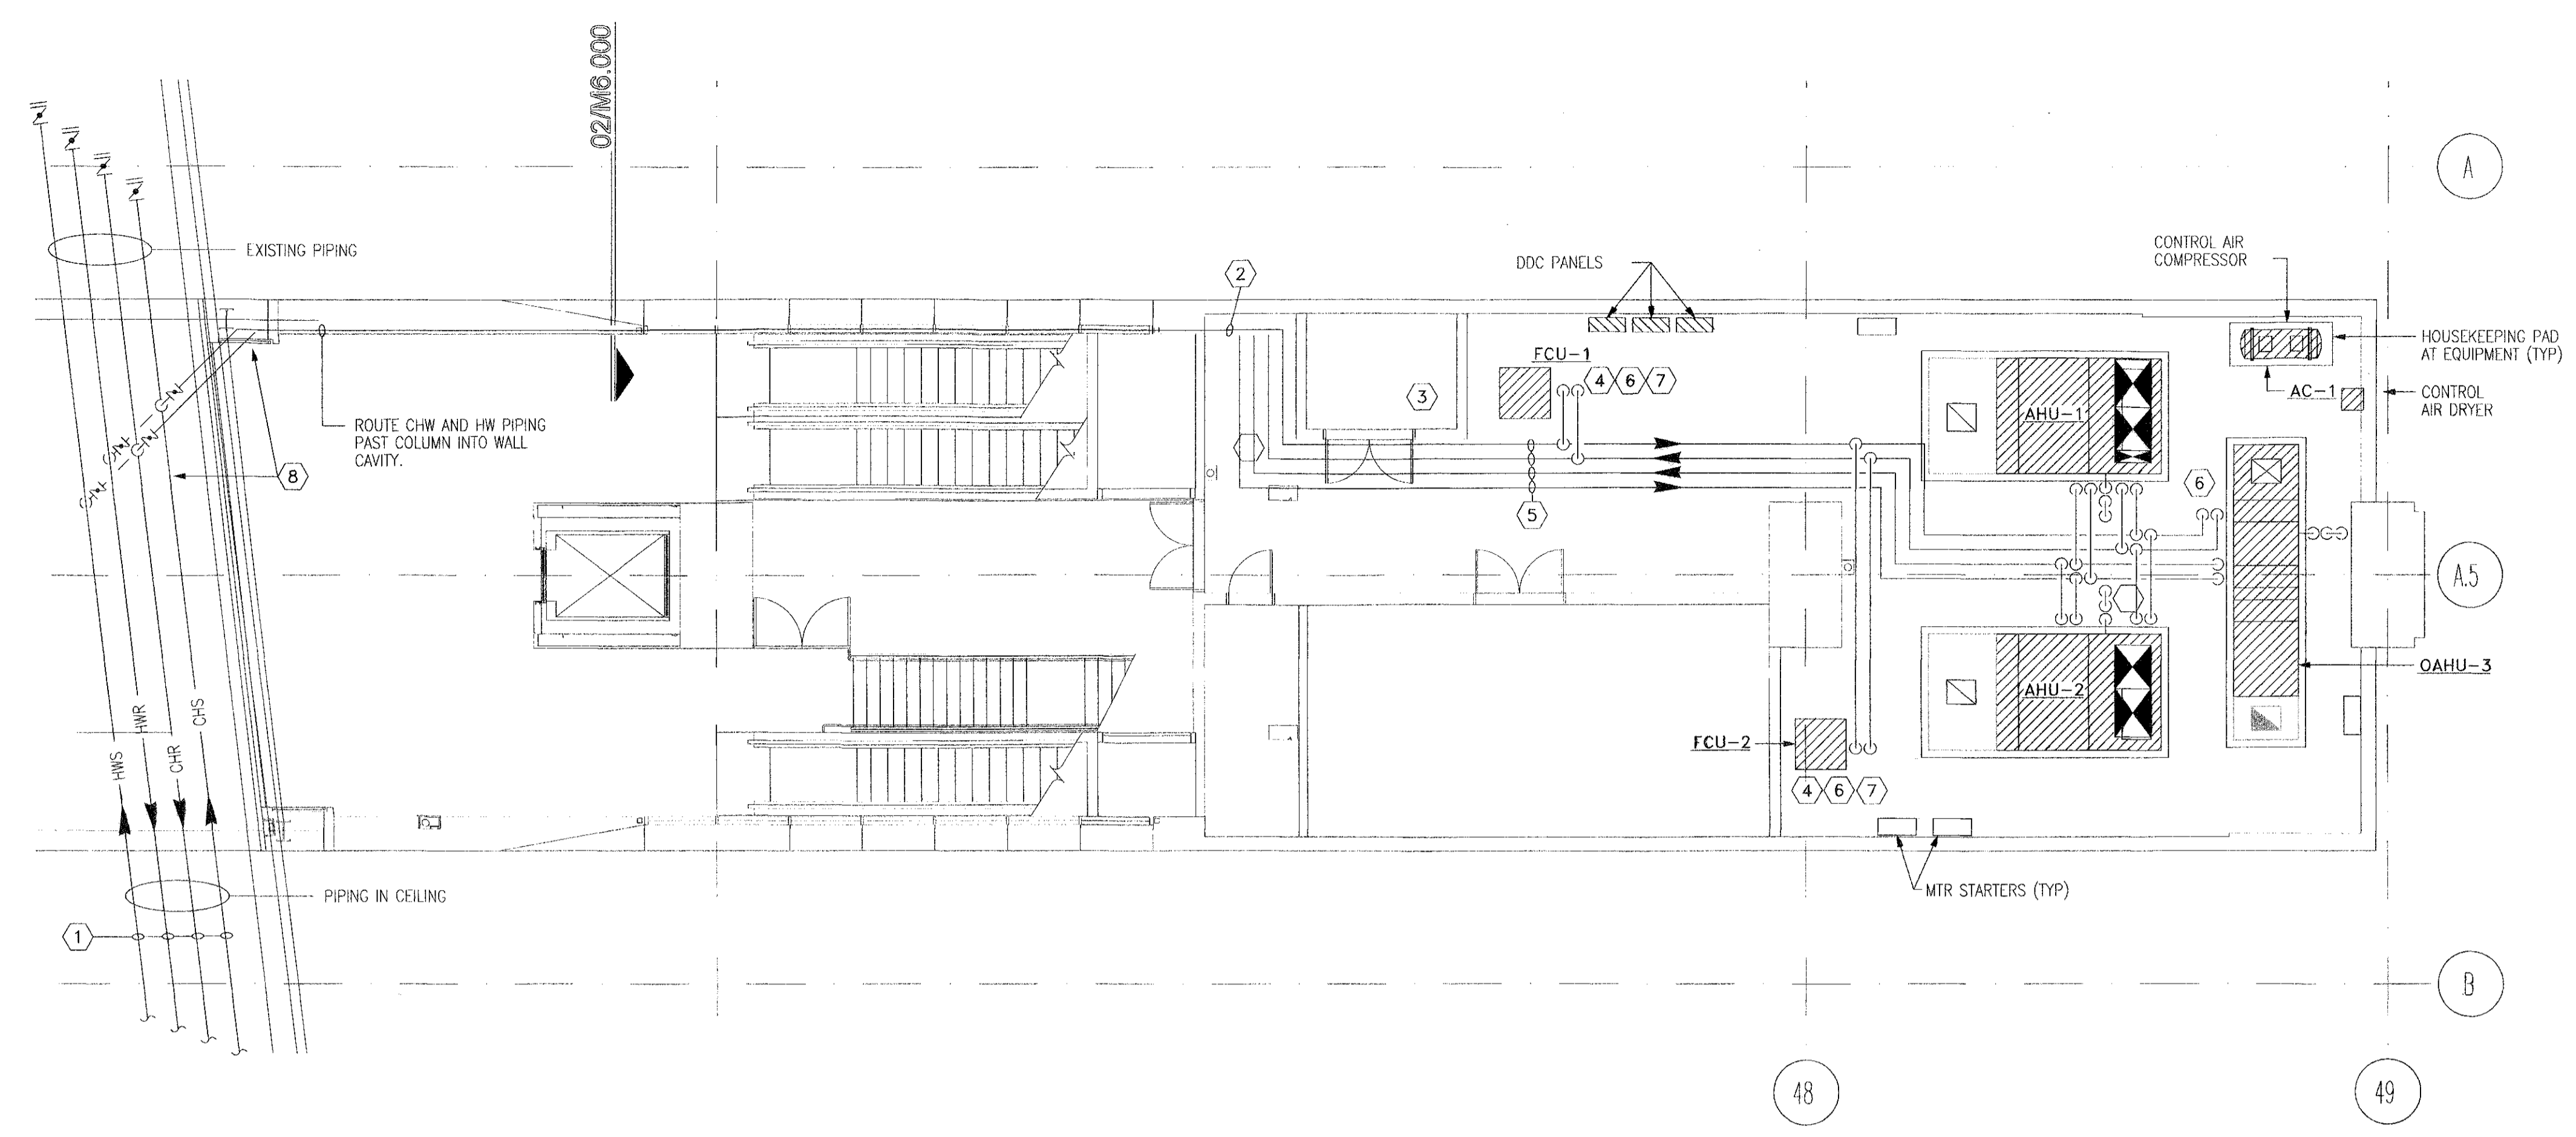 02/M6.000
A
EXISTING PIPING
2
DDC PANELS
CONTROL AIR
COMPRESSOR
HOUSEKEEPING PAD
AT EQUIPMENT (TYP)
FCU-1
4 6 7
3
AC-1
CONTROL
AIR DRYER
AHU-1
ROUTE CHW AND HW PIPING
PAST COLUMN INTO WALL
CAVITY.
8
6
5
A.5
OAHU-3
AHU-2
HWS
HWR
CHR
CHS
FCU-2
4 6 7
PIPING IN CEILING
MTR STARTERS (TYP)
1
B
48
49